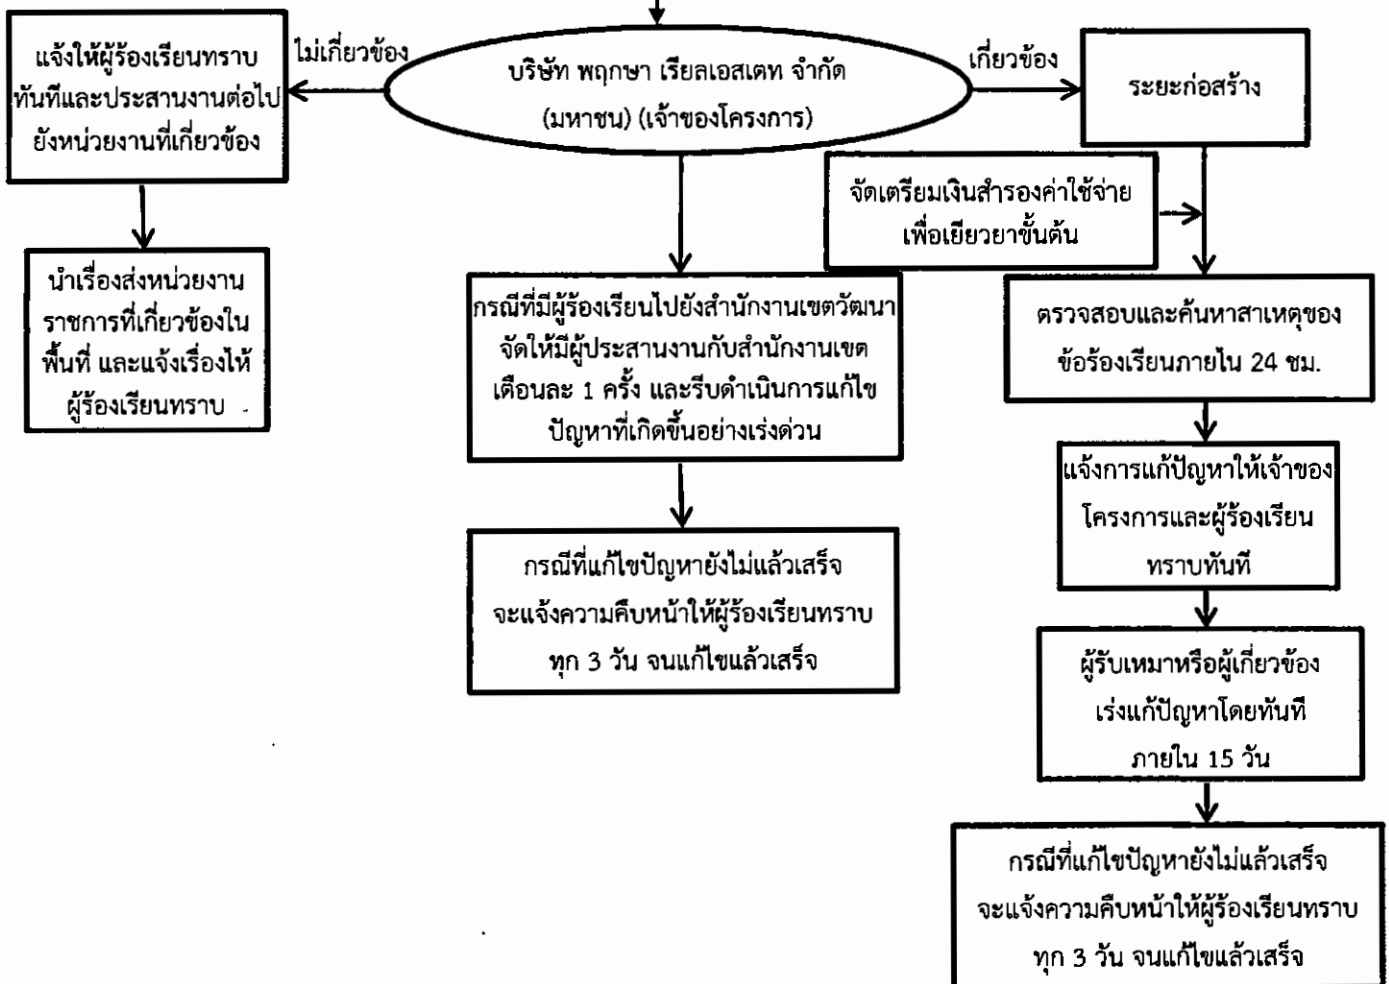 แจ้งให้ผู้ร้องเรียนทราบ
ทันทีและประสานงานต่อไป
ยังหน่วยงานที่เกี่ยวข้อง
ไม่เกี่ยวข้อง
บริษัท พฤกษา เรียลเอสเตท จำกัด
(มหาชน) (เจ้าของโครงการ)
เกี่ยวข้อง
ระยะก่อสร้าง
จัดเตรียมเงินสำรองค่าใช้จ่าย
เพื่อเยียวยาขั้นต้น
นำเรื่องส่งหน่วยงาน
ราชการที่เกี่ยวข้องใน
พื้นที่ และแจ้งเรื่องให้
ผู้ร้องเรียนทราบ
กรณีที่มีผู้ร้องเรียนไปยังสำนักงานเขตวัฒนา
จัดให้มีผู้ประสานงานกับสำนักงานเขต
เดือนละ 1 ครั้ง และรีบดำเนินการแก้ไข
ปัญหาที่เกิดขึ้นอย่างเร่งด่วน
ตรวจสอบและค้นหาสาเหตุของ
ข้อร้องเรียนภายใน 24 ชม.
แจ้งการแก้ปัญหาให้เจ้าของ
โครงการและผู้ร้องเรียน
ทราบทันที
กรณีที่แก้ไขปัญหายังไม่แล้วเสร็จ
จะแจ้งความคืบหน้าให้ผู้ร้องเรียนทราบ
ทุก 3 วัน จนแก้ไขแล้วเสร็จ
ผู้รับเหมาหรือผู้เกี่ยวข้อง
เร่งแก้ปัญหาโดยทันที
ภายใน 15 วัน
กรณีที่แก้ไขปัญหายังไม่แล้วเสร็จ
จะแจ้งความคืบหน้าให้ผู้ร้องเรียนทราบ
ทุก 3 วัน จนแก้ไขแล้วเสร็จ